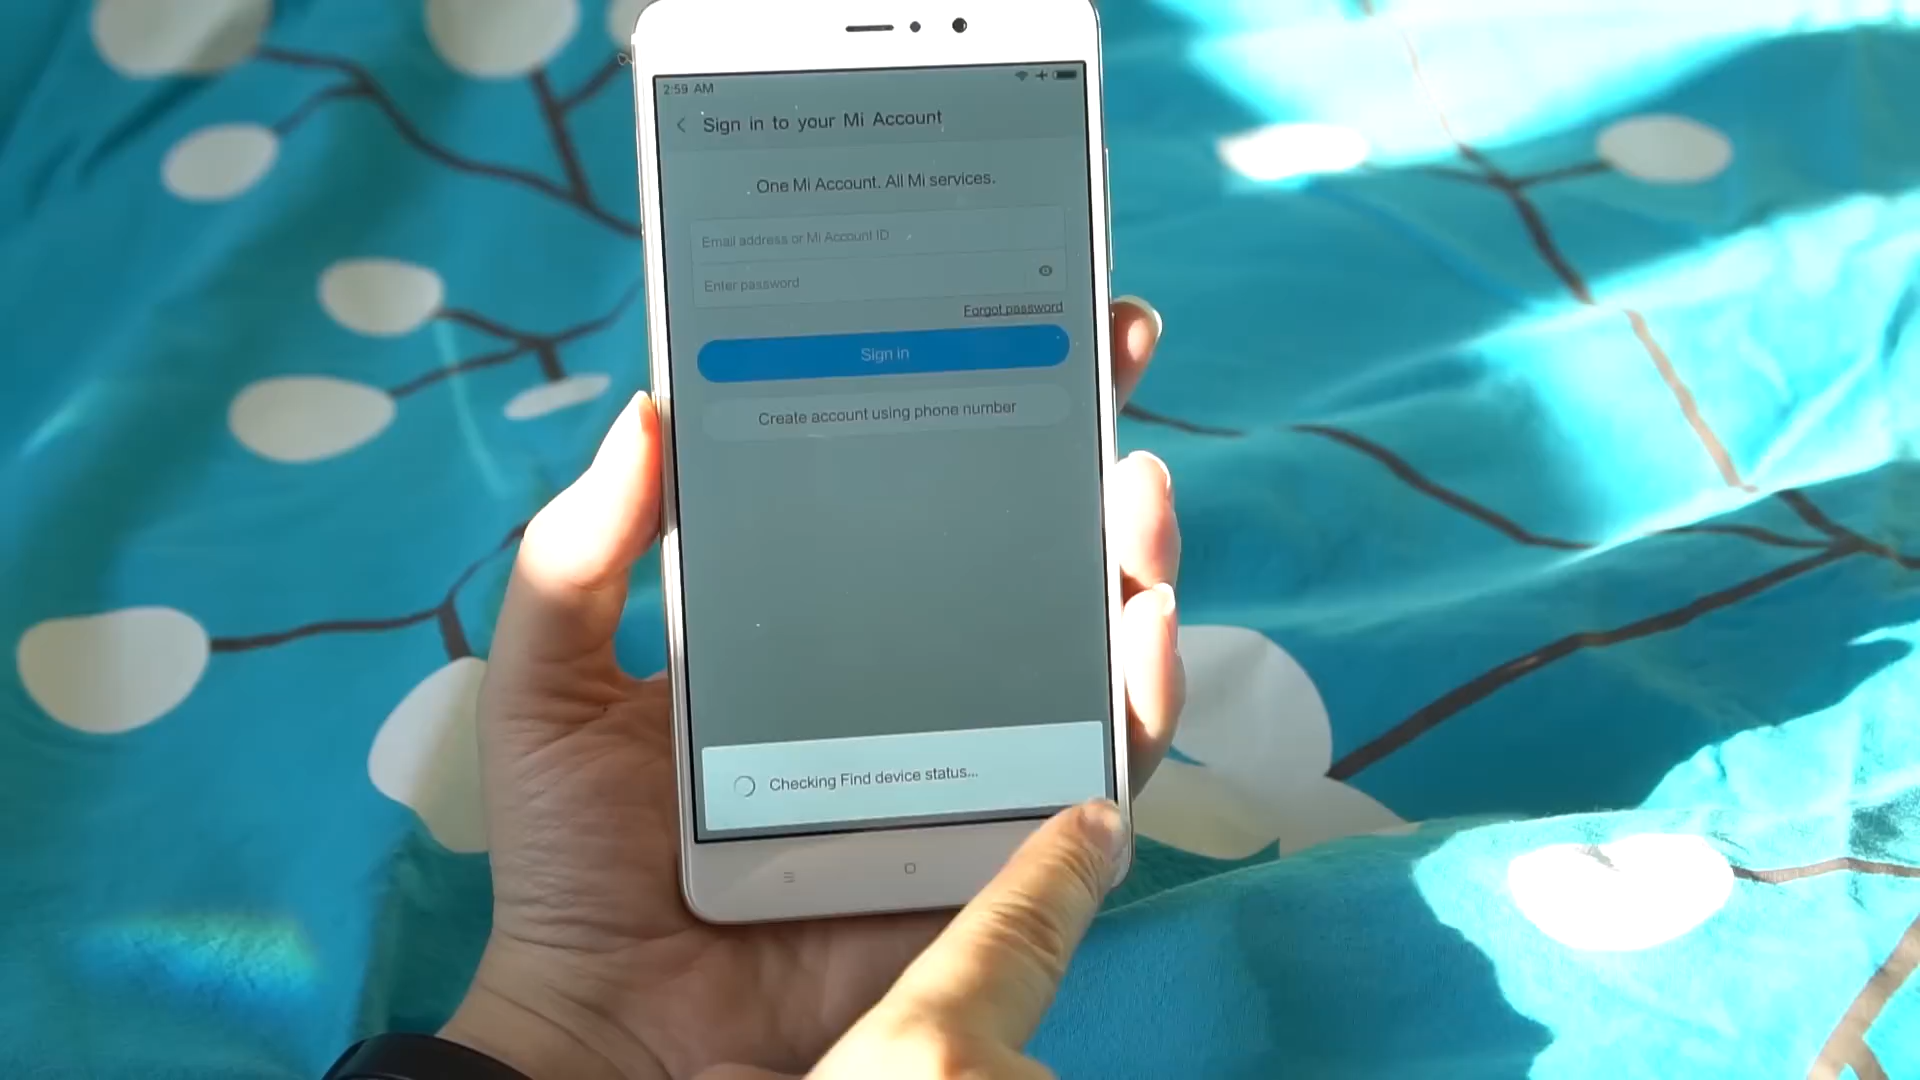 2:59 AM
Sign in to your Mi Account
One Mi Account. All Mi services.
Email address or Mi Account ID
Enter password
Forgot password
Sign in
Create account using phone number
Checking Find device status...